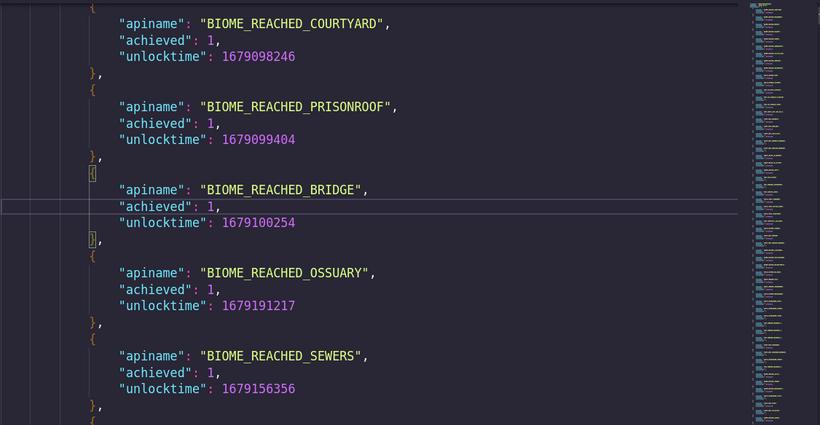 {
"apiname": "BIOME_REACHED_COURTYARD",
"achieved": 1,
"unlocktime": 1679098246
},
{
"apiname": "BIOME_REACHED_PRISONROOF",
"achieved": 1,
"unlocktime": 1679099404
},
{
"apiname": "BIOME_REACHED_BRIDGE",
"achieved": 1,
"unlocktime": 1679100254
},
{
"apiname": "BIOME_REACHED_OSSUARY",
"achieved": 1,
"unlocktime": 1679191217
},
{
"apiname": "BIOME_REACHED_SEWERS",
"achieved": 1,
"unlocktime": 1679156356
},
{